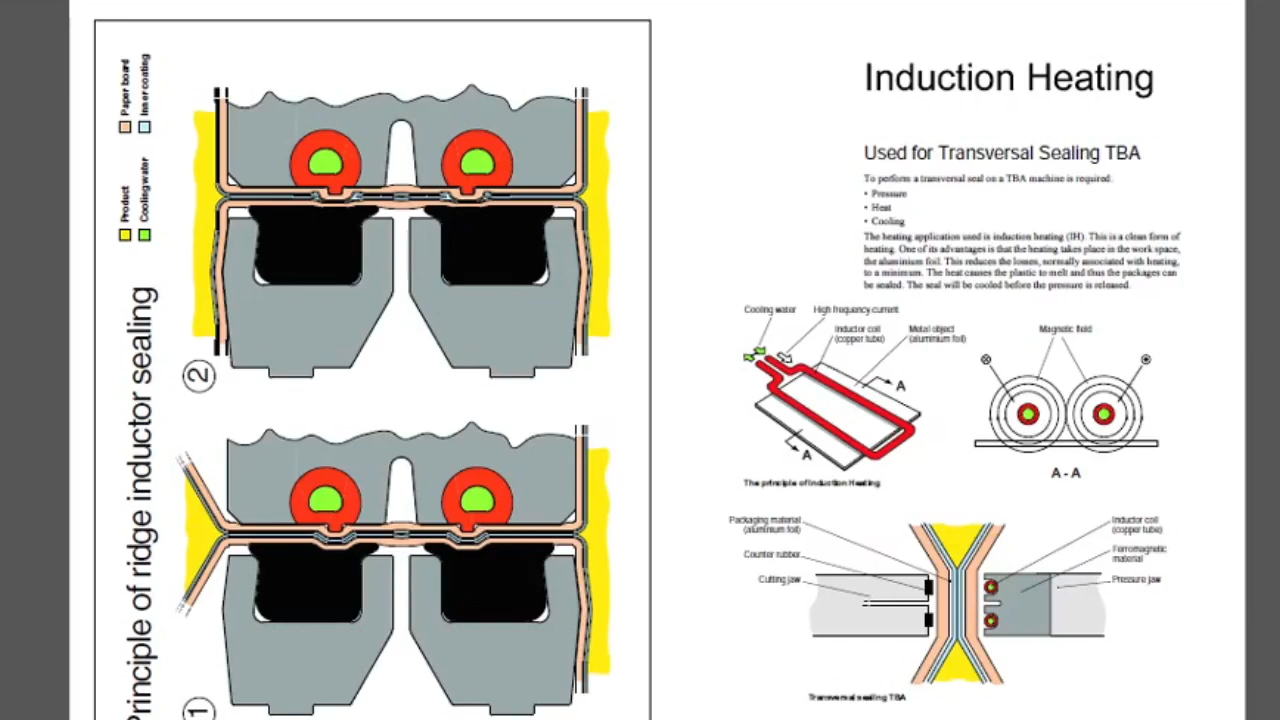 Principle of ridge inductor sealing
Product
Cooling water
Paper board
Inner coating
2
1
Induction Heating
Used for Transversal Sealing TBA
To perform a transversal seal on a TBA machine is required.
• Pressure
• Heat
• Cooling
The heating application used is induction heating (IH). This is a clean form of
heating. One of its advantages is that the heating takes place in the work space,
the aluminium foil. This reduces the losses, normally associated with heating,
to a minimum. The heat causes the plastic to melt and thus the packages can
be sealed. The seal will be cooled before the pressure is released.
Cooling water
High frequency current
Inductor coil
(copper tube)
Metal object
(aluminium foil)
Magnetic field
A
A
A - A
The principle of Induction Heating
Packaging material
(aluminium foil)
Counter rubber
Cutting jaw
Inductor coil
(copper tube)
Ferromagnetic
material
Pressure jaw
Transversal sealing TBA